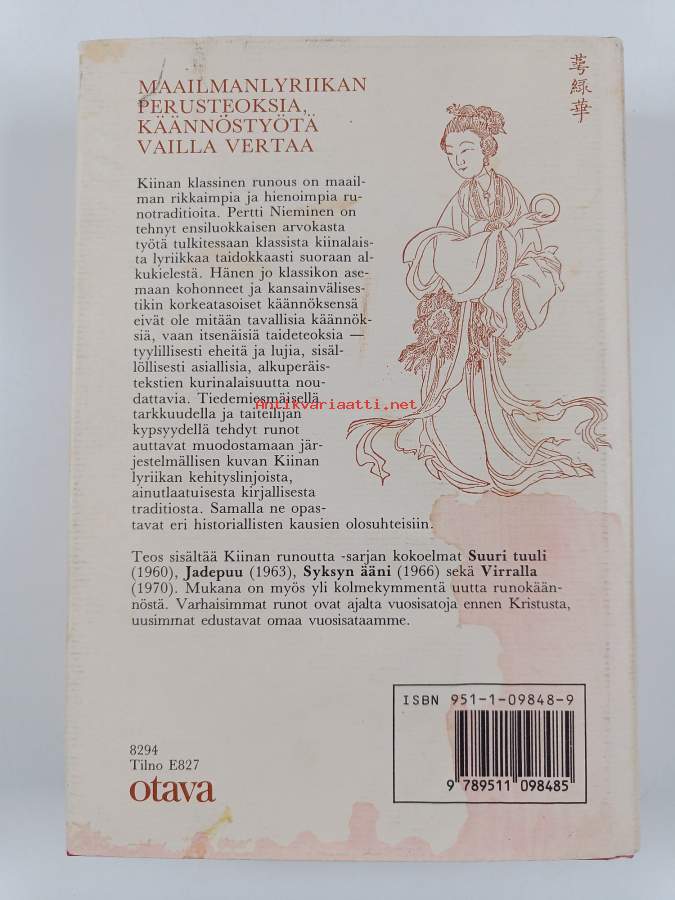 MAAILMANLYRIIKAN
PERUSTEOKSIA,
KÄÄNNÖSTYÖTÄ
VAILLA VERTAA
萼綠華
Kiinan klassinen runous on maail-
man rikkaimpia ja hienoimpia ru-
notraditioita. Pertti Nieminen on
tehnyt ensiluokkaisen arvokasta
työtä tulkitessaan klassista kiinalais-
ta lyriikkaa taidokkaasti suoraan al-
kukielestä. Hänen jo klassikon ase-
maan kohonneet ja kansainvälises-
tikin korkeatasoiset käännöksensä
eivät ole mitään tavallisia käännök-
siä, vaan itsenäisiä taideteoksia —
tyylillisesti eheitä ja lujia, sisäl-
löllisesti asiallisia, alkuperäis-
tekstien kurinalaisuutta nou-
dattavia. Tiedemiesmäisellä
tarkkuudella ja taiteilijan
kypsyydellä tehdyt runot
auttavat muodostamaan jär-
jestelmällisen kuvan Kiinan
lyriikan kehityslinjoista,
ainutlaatuisesta kirjallisesta
traditiosta. Samalla ne opas-
tavat eri historiallisten kausien olosuhteisiin.
Antikvariaatti.net
Teos sisältää Kiinan runoutta -sarjan kokoelmat Suuri tuuli
(1960), Jadepuu (1963), Syksyn ääni (1966) sekä Virralla
(1970). Mukana on myös yli kolmekymmentä uutta runokään-
nöstä. Varhaisimmat runot ovat ajalta vuosisatoja ennen Kristusta,
uusimmat edustavat omaa vuosisataamme.
ISBN 951-1-09848-9
9 789511 098485
8294
Tilno E827
otava